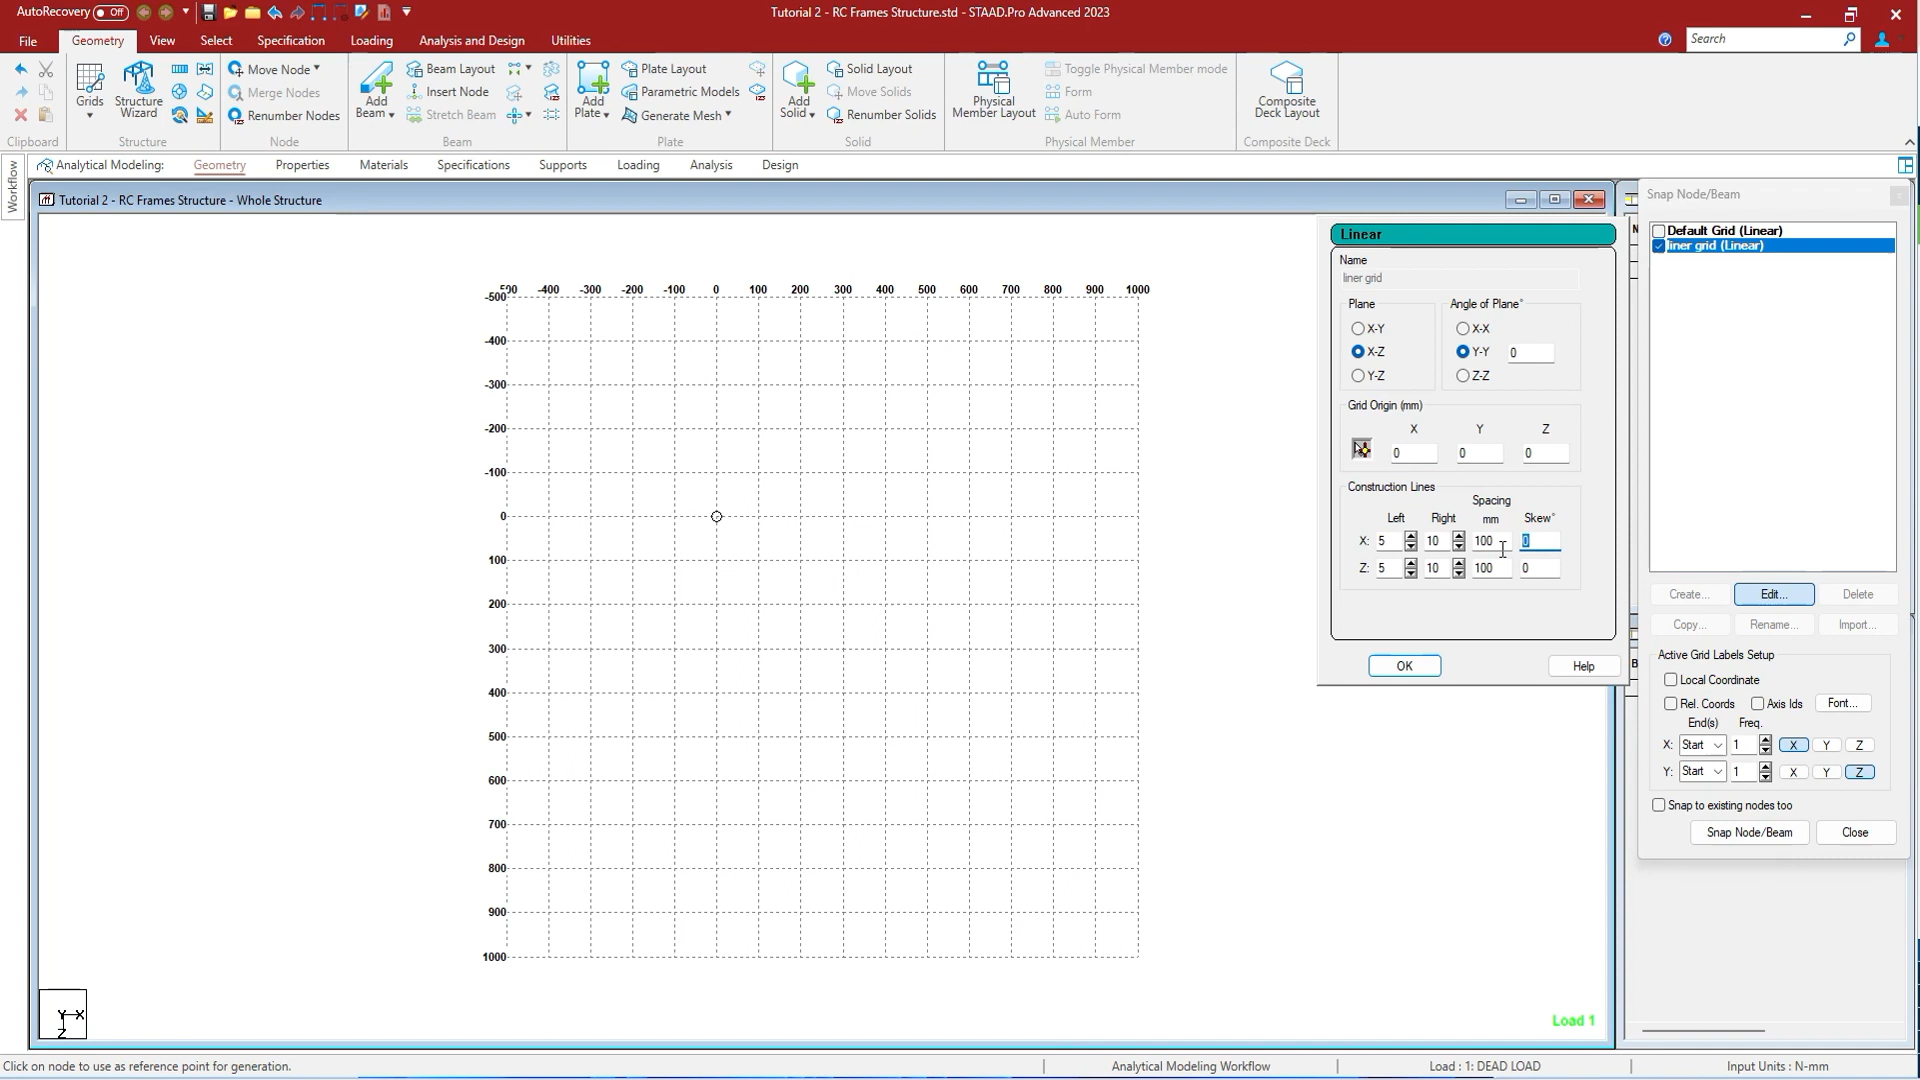 AutoRecovery Off
Tutorial 2 - RC Frames Structure.std - STAAD.Pro Advanced 2023
File Geometry View Select Specification Loading Analysis and Design Utilities
Search
Grids
Structure Wizard
Move Node
Merge Nodes
Renumber Nodes
Add Beam
Beam Layout
Insert Node
Stretch Beam
Add Plate
Plate Layout
Parametric Models
Generate Mesh
Add Solid
Solid Layout
Move Solids
Renumber Solids
Physical Member Layout
Toggle Physical Member mode
Form
Auto Form
Composite Deck Layout
Clipboard Structure Node Beam Plate Solid Physical Member Composite Deck
Workflow
Analytical Modeling: Geometry Properties Materials Specifications Supports Loading Analysis Design
Tutorial 2 - RC Frames Structure - Whole Structure
-400 -300 -200 -100 0 100 200 300 400 500 600 700 800 900 1000
-500
-400
-300
-200
-100
0
100
200
300
400
500
600
700
800
900
1000
Y X
Z
Load 1
Linear
Name
liner grid
Plane Angle of Plane°
X-Y X-X
X-Z Y-Y 0
Y-Z Z-Z
Grid Origin (mm)
X Y Z
0 0 0
Construction Lines
Spacing
Left Right mm Skew°
X: 5 10 100 0
Z: 5 10 100 0
OK Help
Snap Node/Beam
Default Grid (Linear)
liner grid (Linear)
Create... Edit... Delete
Copy... Rename... Import...
Active Grid Labels Setup
Local Coordinate
Rel. Coords Axis Ids Font...
End(s) Freq.
X: Start 1 X Y Z
Y: Start 1 X Y Z
Snap to existing nodes too
Snap Node/Beam Close
Click on node to use as reference point for generation.
Analytical Modeling Workflow
Load : 1: DEAD LOAD
Input Units : N-mm